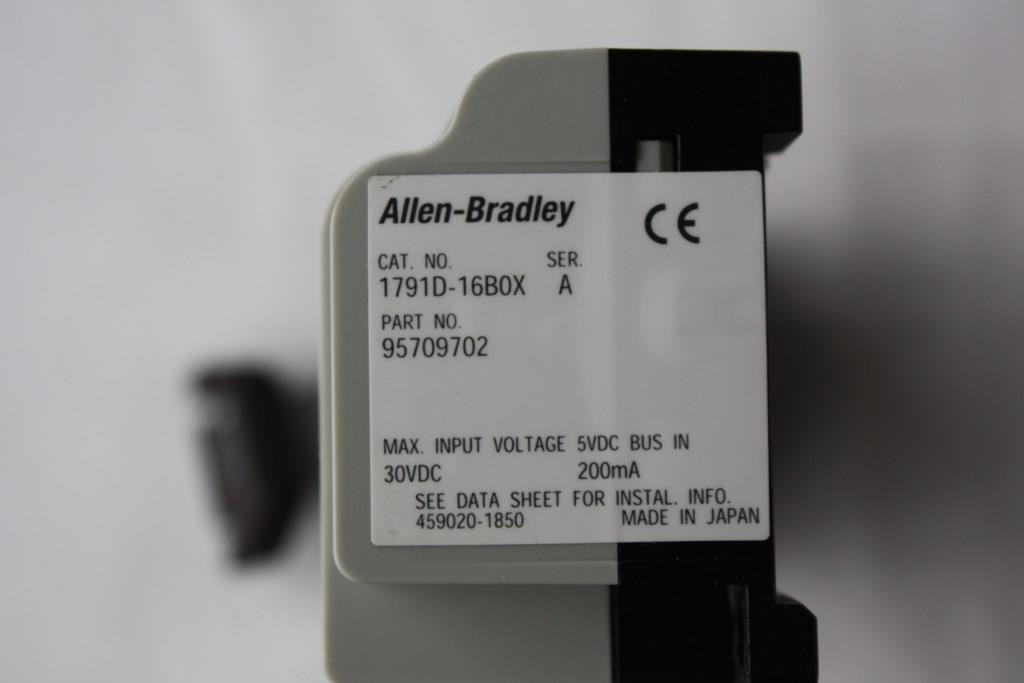 Allen-Bradley CE
CAT. NO. SER.
1791D-16B0X A
PART NO.
95709702
MAX. INPUT VOLTAGE 5VDC BUS IN
30VDC 200mA
SEE DATA SHEET FOR INSTAL. INFO.
459020-1850 MADE IN JAPAN